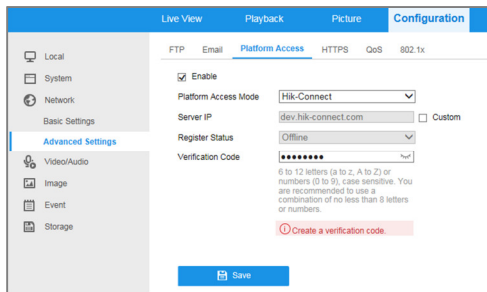 Live View Playback Picture Configuration
Local
System
Network
Basic Settings
Advanced Settings
Video/Audio
Image
Event
Storage
FTP Email Platform Access HTTPS QoS 802.1x
Enable
Platform Access Mode Hik-Connect
Server IP dev.hik-connect.com Custom
Register Status Offline
Verification Code ●●●●●●●●
6 to 12 letters (a to z, A to Z) or
numbers (0 to 9), case sensitive. You
are recommended to use a
combination of no less than 8 letters
or numbers.
Create a verification code.
Save